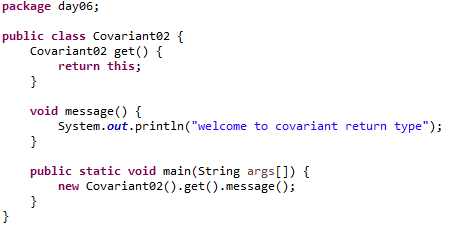 package day06;
public class Covariant02 {
Covariant02 get() {
return this;
}
void message() {
System.out.println("welcome to covariant return type");
}
public static void main(String args[]) {
new Covariant02().get().message();
}
}